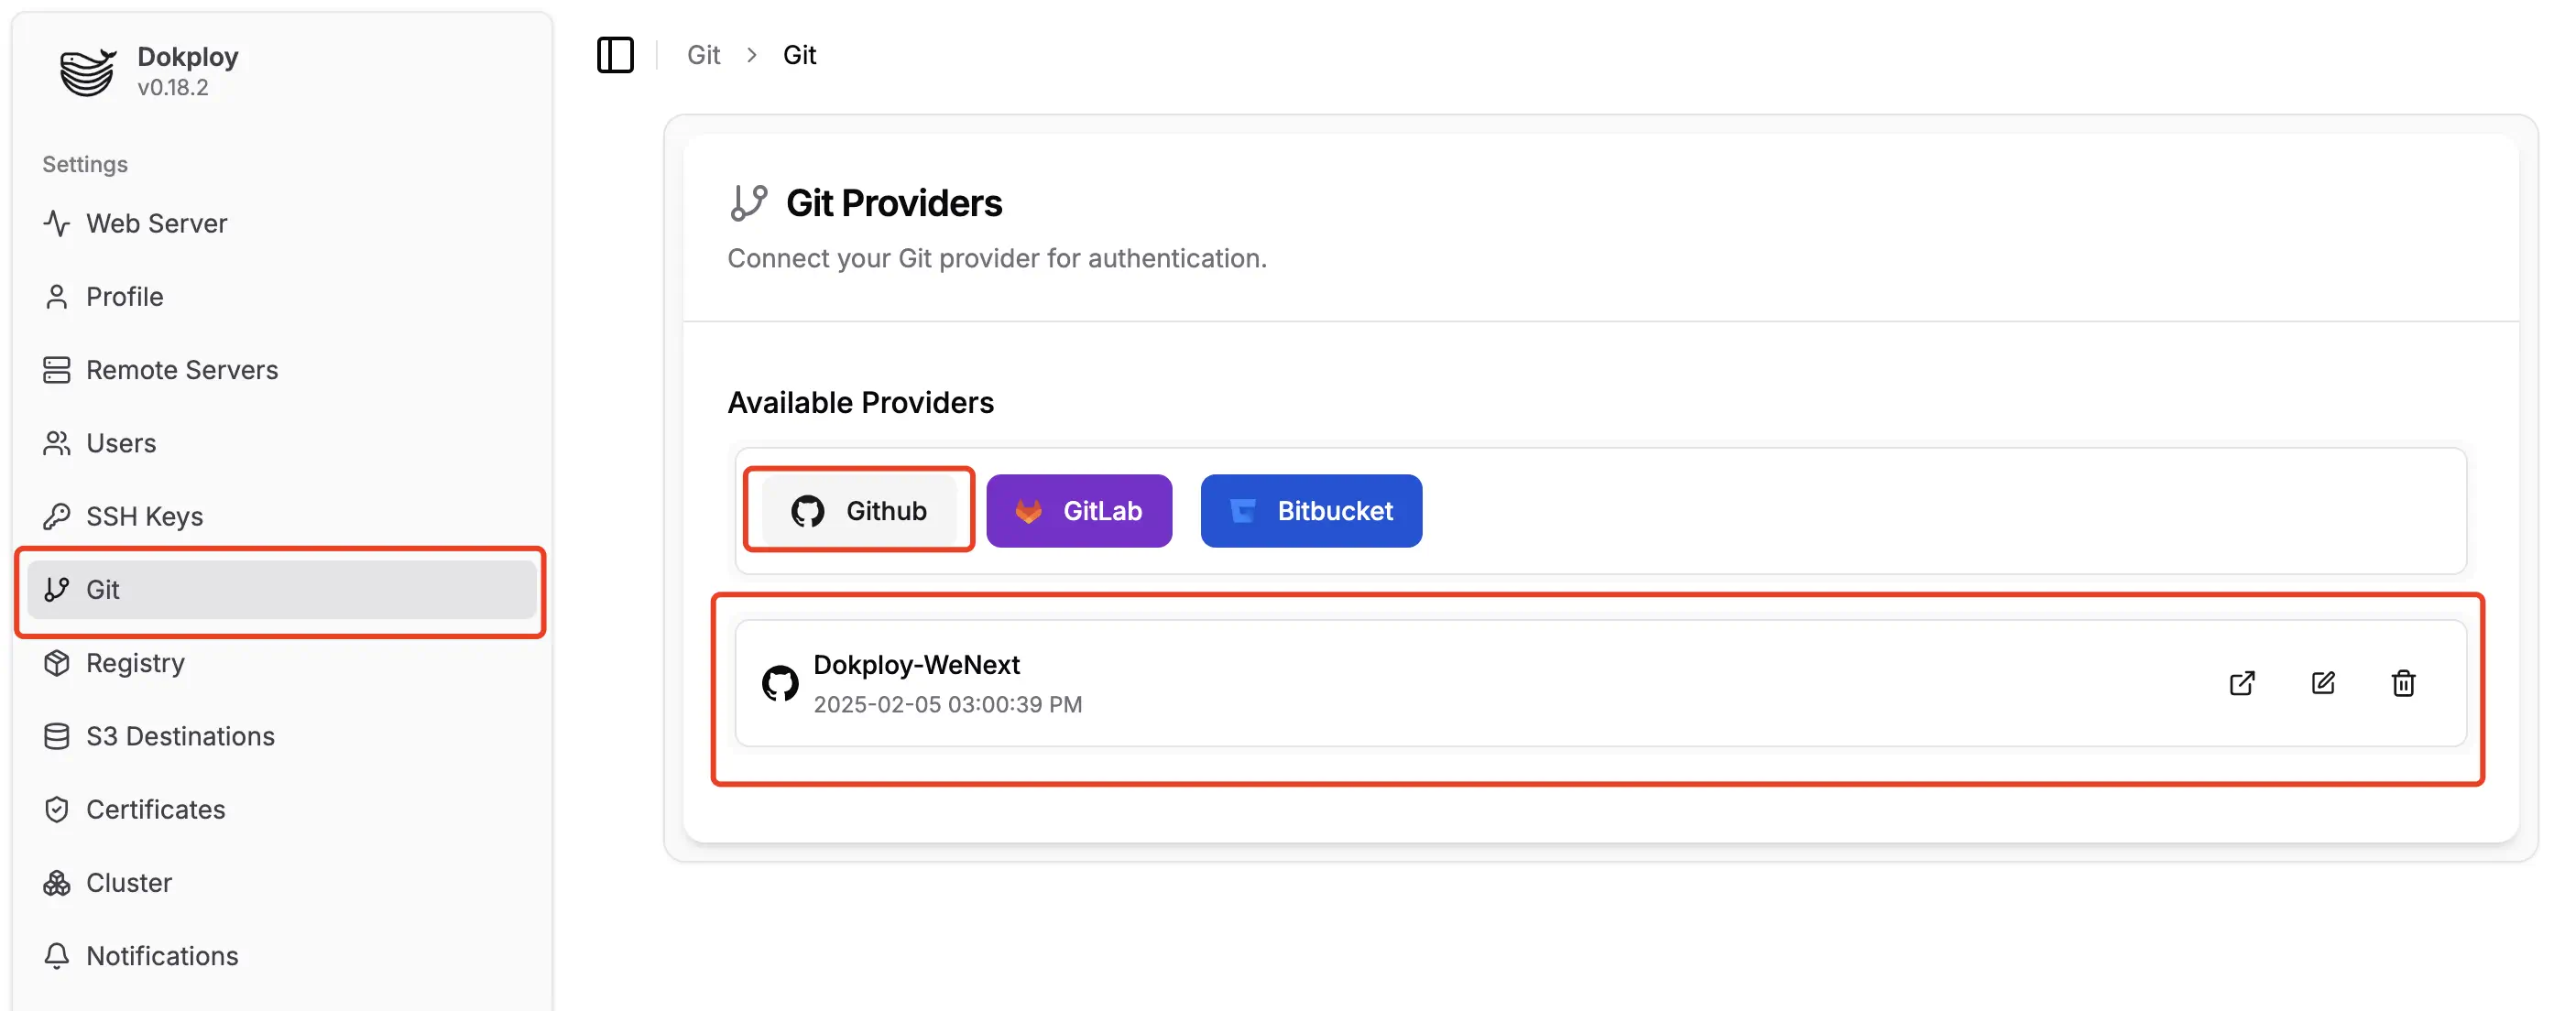 Dokploy
v0.18.2
Settings
Web Server
Profile
Remote Servers
Users
SSH Keys
Git
Registry
S3 Destinations
Certificates
Cluster
Notifications
Git > Git
Git Providers
Connect your Git provider for authentication.
Available Providers
Github GitLab Bitbucket
Dokploy-WeNext
2025-02-05 03:00:39 PM